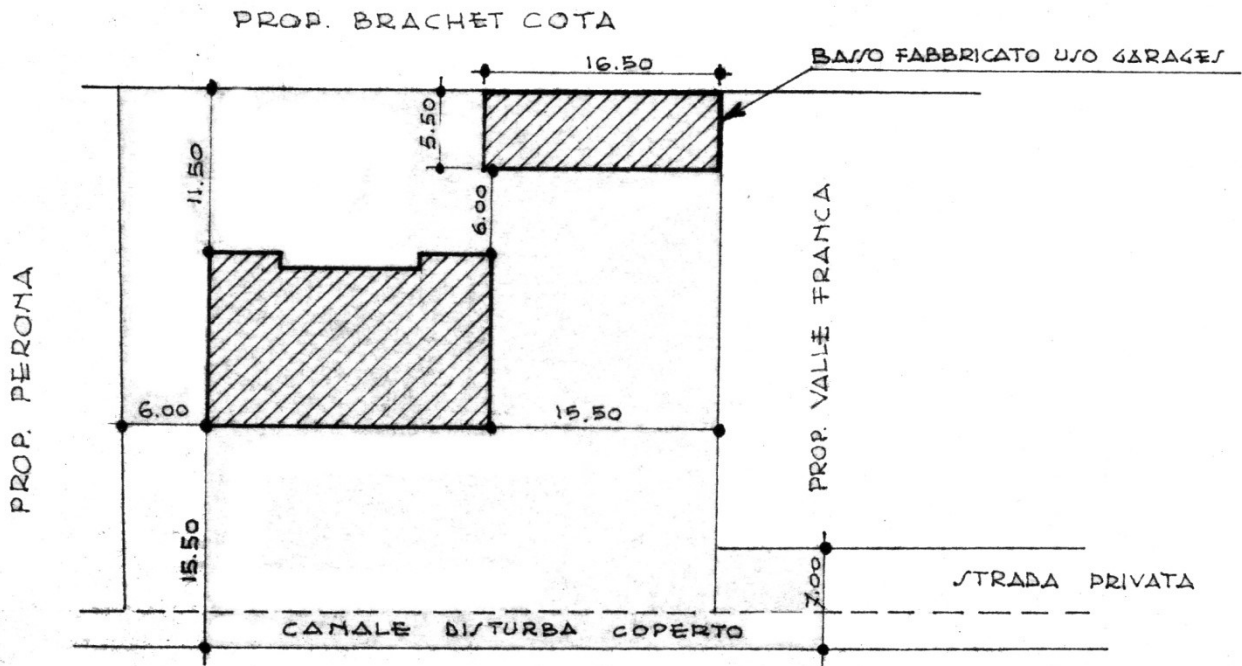 PROP. BRACHET COTA
16.50
BASSO FABBRICATO USO GARAGES
5.50
11.50
6.00
PROP. PERONA
PROP. VALLE FRANCA
6.00
15.50
15.50
7.00
STRADA PRIVATA
CANALE DISTURBA COPERTO